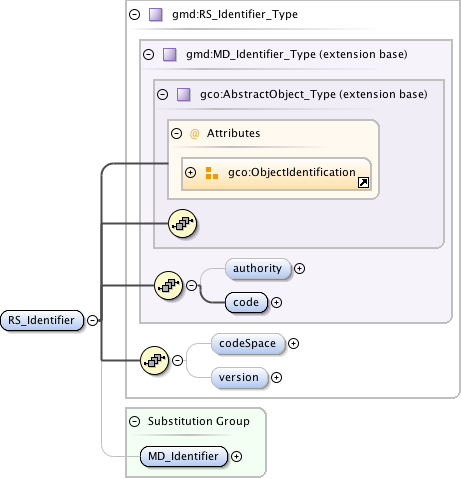 gmd:RS_Identifier_Type
gmd:MD_Identifier_Type (extension base)
gco:AbstractObject_Type (extension base)
@ Attributes
gco:ObjectIdentification
authority
code
RS_Identifier
codeSpace
version
Substitution Group
MD_Identifier